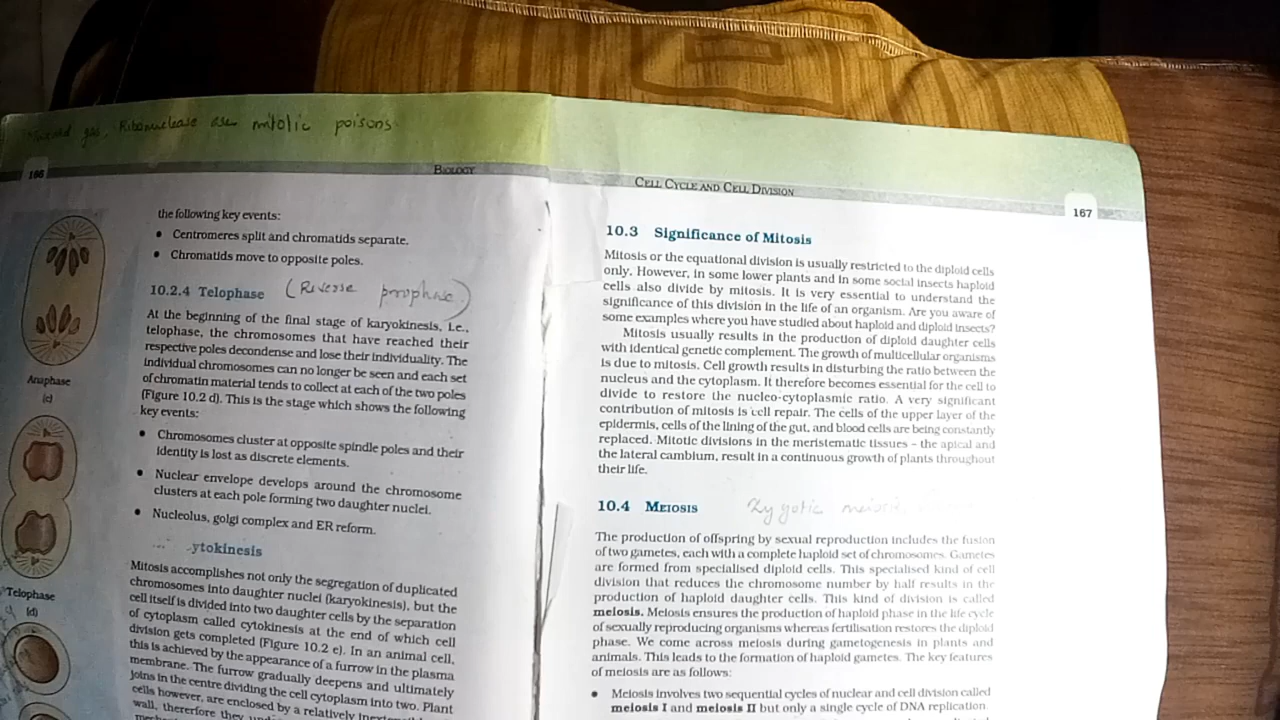 Mustard gas, Ribonuclease are mitotic poisons.
166
BIOLOGY
Anaphase
(c)
Telophase
(d)
the following key events:
• Centromeres split and chromatids separate.
• Chromatids move to opposite poles.
10.2.4 Telophase (Reverse prophase)
At the beginning of the final stage of karyokinesis, i.e.,
telophase, the chromosomes that have reached their
respective poles decondense and lose their individuality. The
individual chromosomes can no longer be seen and each set
of chromatin material tends to collect at each of the two poles
(Figure 10.2 d). This is the stage which shows the following
key events:
• Chromosomes cluster at opposite spindle poles and their
identity is lost as discrete elements.
• Nuclear envelope develops around the chromosome
clusters at each pole forming two daughter nuclei.
• Nucleolus, golgi complex and ER reform.
ytokinesis
Mitosis accomplishes not only the segregation of duplicated
chromosomes into daughter nuclei (karyokinesis), but the
cell itself is divided into two daughter cells by the separation
of cytoplasm called cytokinesis at the end of which cell
division gets completed (Figure 10.2 e). In an animal cell,
this is achieved by the appearance of a furrow in the plasma
membrane. The furrow gradually deepens and ultimately
joins in the centre dividing the cell cytoplasm into two. Plant
cells however, are enclosed by a relatively
wall, thererfore they
CELL CYCLE AND CELL DIVISION
167
10.3 Significance of Mitosis
Mitosis or the equational division is usually restricted to the diploid cells
only. However, in some lower plants and in some social insects haploid
cells also divide by mitosis. It is very essential to understand the
significance of this division in the life of an organism. Are you aware of
some examples where you have studied about haploid and diploid insects?
Mitosis usually results in the production of diploid daughter cells
with identical genetic complement. The growth of multicellular organisms
is due to mitosis. Cell growth results in disturbing the ratio between the
nucleus and the cytoplasm. It therefore becomes essential for the cell to
divide to restore the nucleo-cytoplasmic ratio. A very significant
contribution of mitosis is cell repair. The cells of the upper layer of the
epidermis, cells of the lining of the gut, and blood cells are being constantly
replaced. Mitotic divisions in the meristematic tissues – the apical and
the lateral cambium, result in a continuous growth of plants throughout
their life.
10.4 MEIOSIS Zygotic meiosis,
The production of offspring by sexual reproduction includes the fusion
of two gametes, each with a complete haploid set of chromosomes. Gametes
are formed from specialised diploid cells. This specialised kind of cell
division that reduces the chromosome number by half results in the
production of haploid daughter cells. This kind of division is called
meiosis. Meiosis ensures the production of haploid phase in the life cycle
of sexually reproducing organisms whereas fertilisation restores the diploid
phase. We come across meiosis during gametogenesis in plants and
animals. This leads to the formation of haploid gametes. The key features
of meiosis are as follows:
• Meiosis involves two sequential cycles of nuclear and cell division called
meiosis I and meiosis II but only a single cycle of DNA replication.